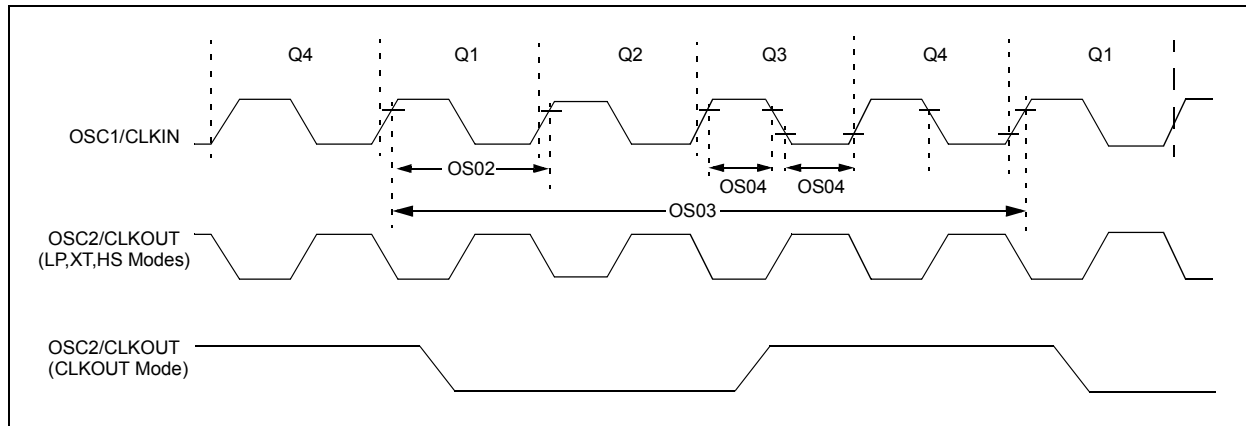 Q4 Q1 Q2 Q3 Q4 Q1
OSC1/CLKIN
OS02
OS04
OS04
OS03
OSC2/CLKOUT
(LP,XT,HS Modes)
OSC2/CLKOUT
(CLKOUT Mode)